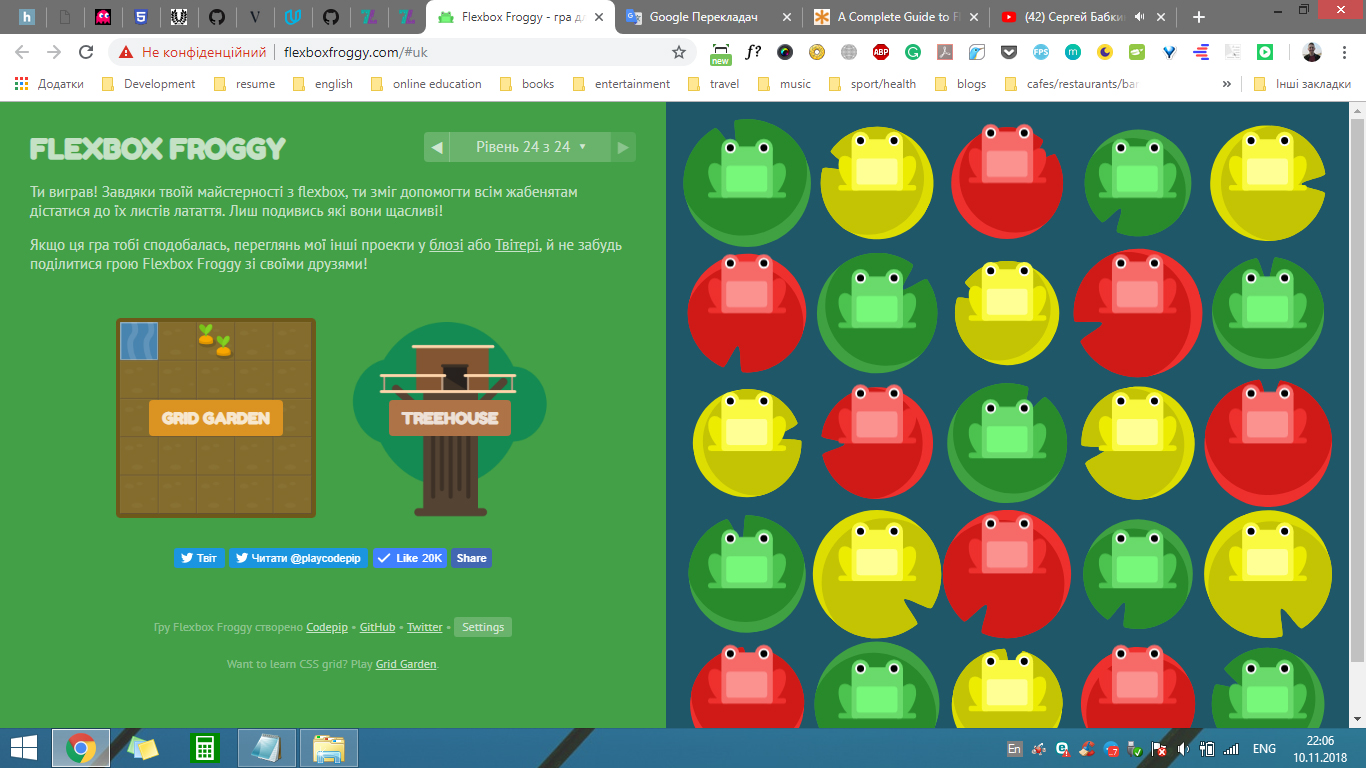 Flexbox Froggy - гра дл
Google Перекладач
A Complete Guide to Fl
(42) Сергей Бабки
Не конфіденційний
flexboxfroggy.com/#uk
new
f?
ABP
FPS
m
Додатки
Development
resume
english
online education
books
entertainment
travel
music
sport/health
blogs
cafes/restaurants/bar
»
Інші закладки
FLEXBOX FROGGY
Рівень 24 з 24
Ти виграв! Завдяки твоїй майстерності з flexbox, ти зміг допомогти всім жабенятам
дістатися до їх листів латаття. Лиш подивись які вони щасливі!
Якщо ця гра тобі сподобалась, переглянь мої інші проекти у блозі або Твітері, й не забудь
поділитися грою Flexbox Froggy зі своїми друзями!
GRID GARDEN
TREEHOUSE
Твіт
Читати @playcodepip
Like 20K
Share
Гру Flexbox Froggy створено Codepip • GitHub • Twitter • Settings
Want to learn CSS grid? Play Grid Garden.
En
ENG
22:06
10.11.2018